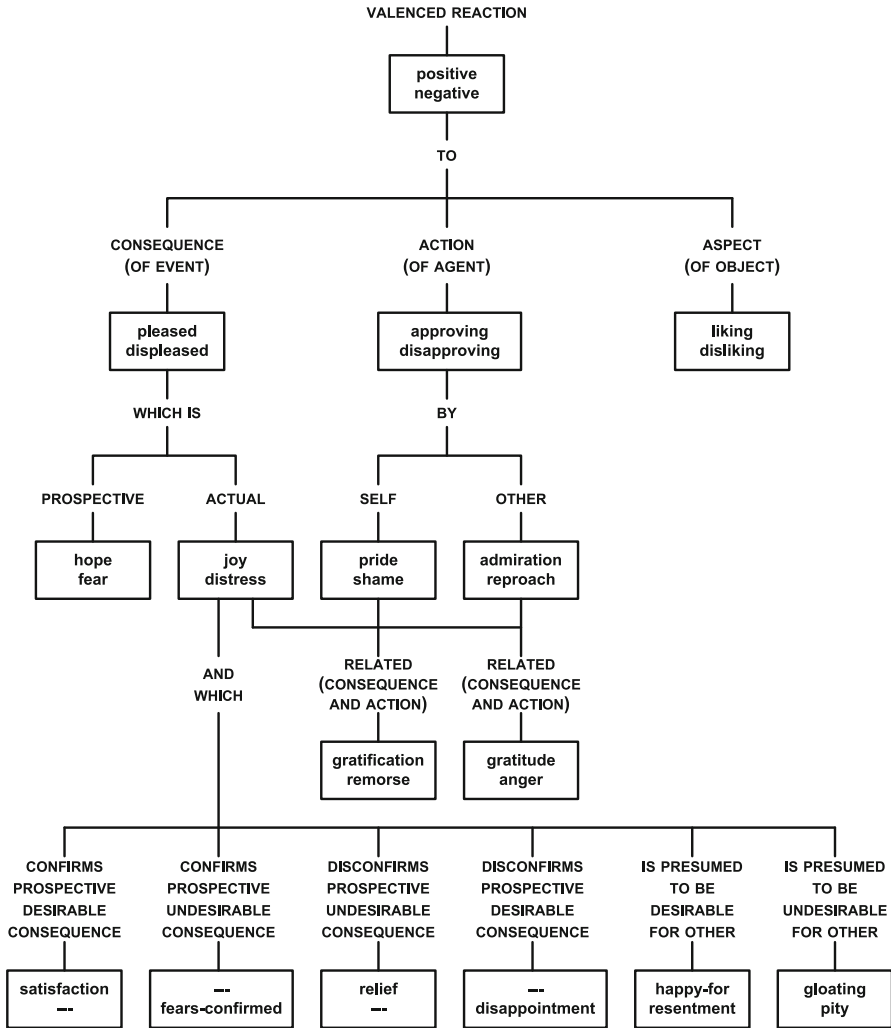 VALENCED REACTION
positive
negative
TO
CONSEQUENCE
(OF EVENT)
ACTION
(OF AGENT)
ASPECT
(OF OBJECT)
pleased
displeased
approving
disapproving
liking
disliking
WHICH IS
BY
PROSPECTIVE
ACTUAL
SELF
OTHER
hope
fear
joy
distress
pride
shame
admiration
reproach
AND
WHICH
RELATED
(CONSEQUENCE
AND ACTION)
RELATED
(CONSEQUENCE
AND ACTION)
gratification
remorse
gratitude
anger
CONFIRMS
PROSPECTIVE
DESIRABLE
CONSEQUENCE
CONFIRMS
PROSPECTIVE
UNDESIRABLE
CONSEQUENCE
DISCONFIRMS
PROSPECTIVE
UNDESIRABLE
CONSEQUENCE
DISCONFIRMS
PROSPECTIVE
DESIRABLE
CONSEQUENCE
IS PRESUMED
TO BE
DESIRABLE
FOR OTHER
IS PRESUMED
TO BE
UNDESIRABLE
FOR OTHER
satisfaction
---
---
fears-confirmed
relief
---
---
disappointment
happy-for
resentment
gloating
pity